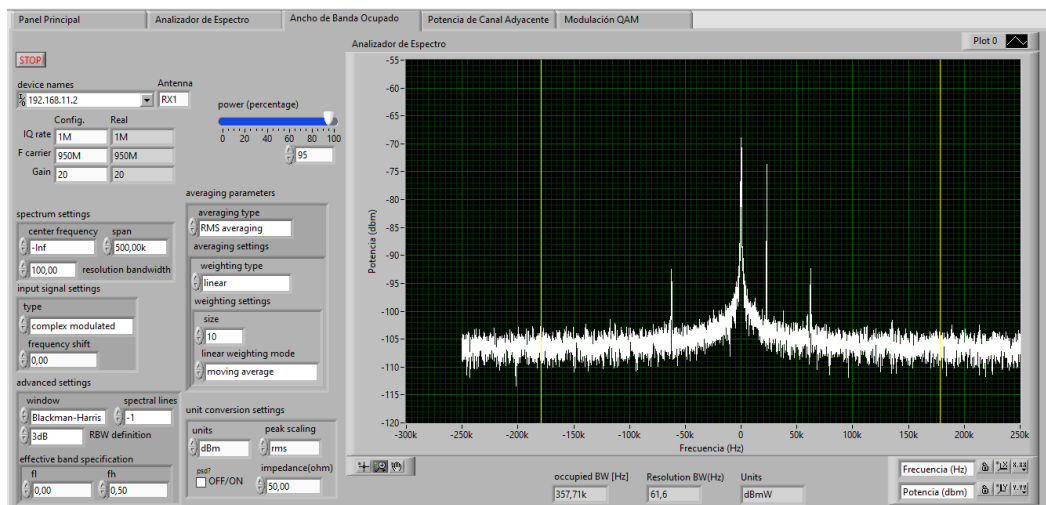 Panel Principal
Analizador de Espectro
Ancho de Banda Ocupado
Potencia de Canal Adyacente
Modulación QAM
STOP
device names
Antenna
192.168.11.2
RX1
Config.
Real
IQ rate
1M
1M
F carrier
950M
950M
Gain
20
20
power (percentage)
0 20 40 60 80 100
95
spectrum settings
center frequency
span
-Inf
500,00k
100,00
resolution bandwidth
input signal settings
type
complex modulated
frequency shift
0,00
advanced settings
window
spectral lines
Blackman-Harris
-1
3dB
RBW definition
effective band specification
fl
fh
0,00
0,50
averaging parameters
averaging type
RMS averaging
averaging settings
weighting type
linear
weighting settings
size
10
linear weighting mode
moving average
unit conversion settings
units
peak scaling
dBm
rms
psd?
OFF/ON
impedance(ohm)
50,00
Analizador de Espectro
Plot 0
Potencia (dbm)
-55
-60
-65
-70
-75
-80
-85
-90
-95
-100
-105
-110
-115
-120
-300k -250k -200k -150k -100k -50k 0 50k 100k 150k 200k 250k
Frecuencia (Hz)
occupied BW [Hz]
Resolution BW(Hz)
Units
357,71k
61,6
dBmW
Frecuencia (Hz)
Potencia (dbm)